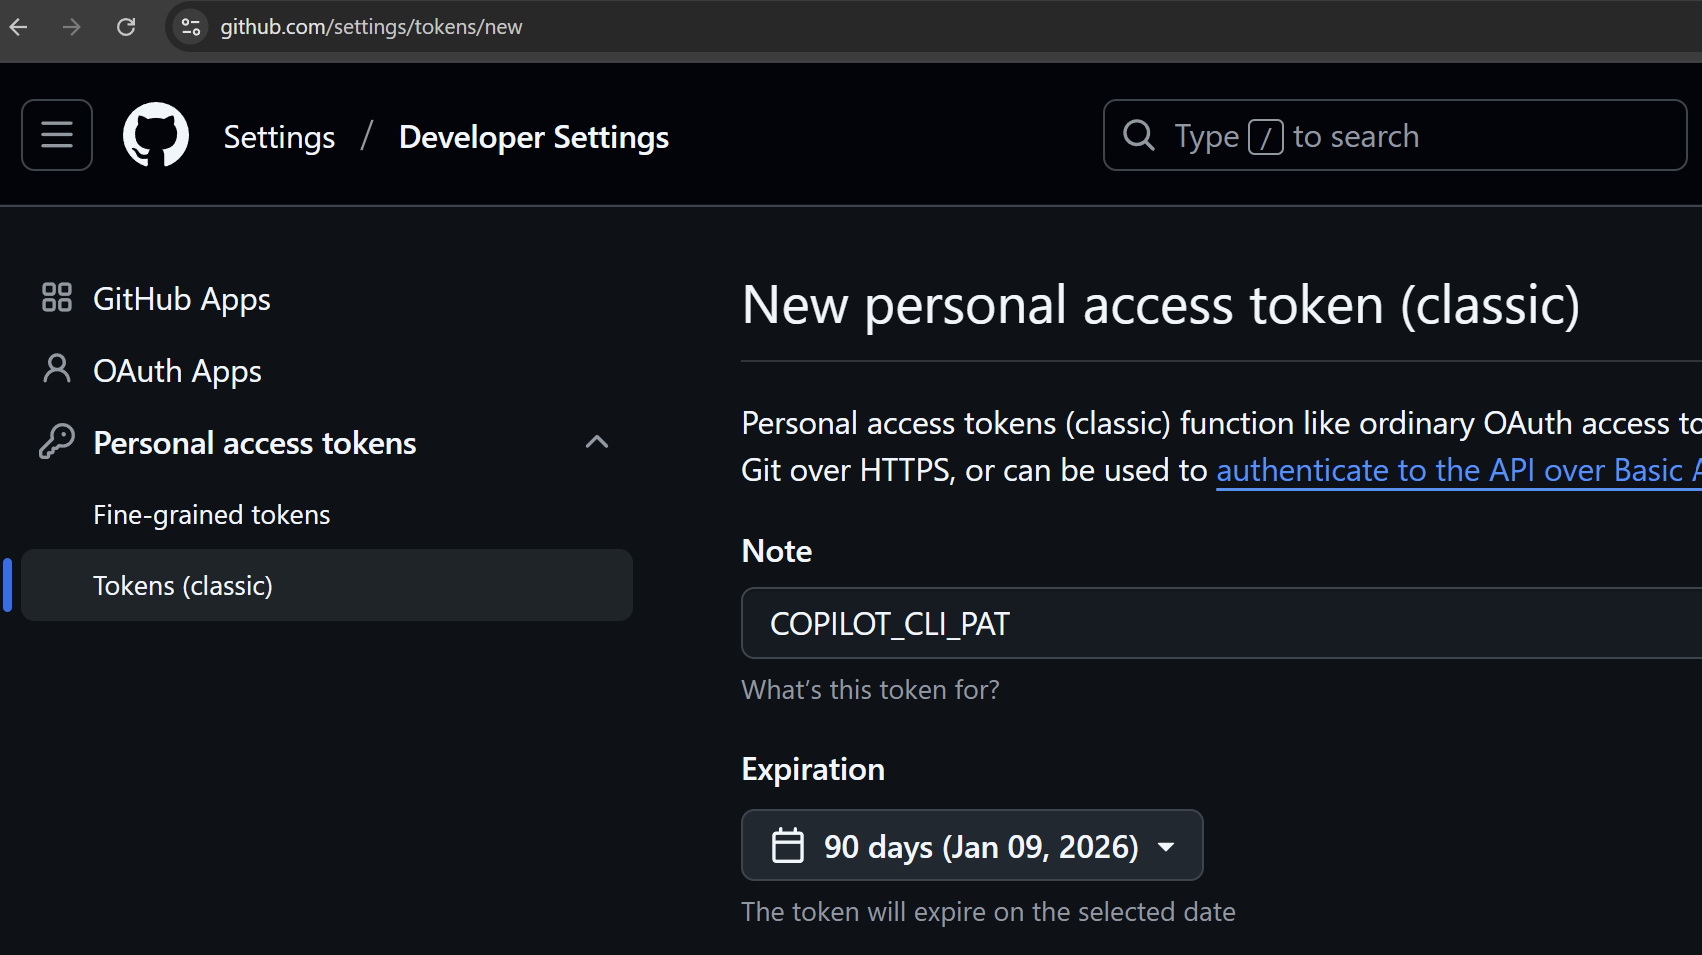 github.com/settings/tokens/new
Settings / Developer Settings
Type / to search
GitHub Apps
OAuth Apps
Personal access tokens
Fine-grained tokens
Tokens (classic)
New personal access token (classic)
Personal access tokens (classic) function like ordinary OAuth access to
Git over HTTPS, or can be used to authenticate to the API over Basic A
Note
COPILOT_CLI_PAT
What's this token for?
Expiration
90 days (Jan 09, 2026)
The token will expire on the selected date